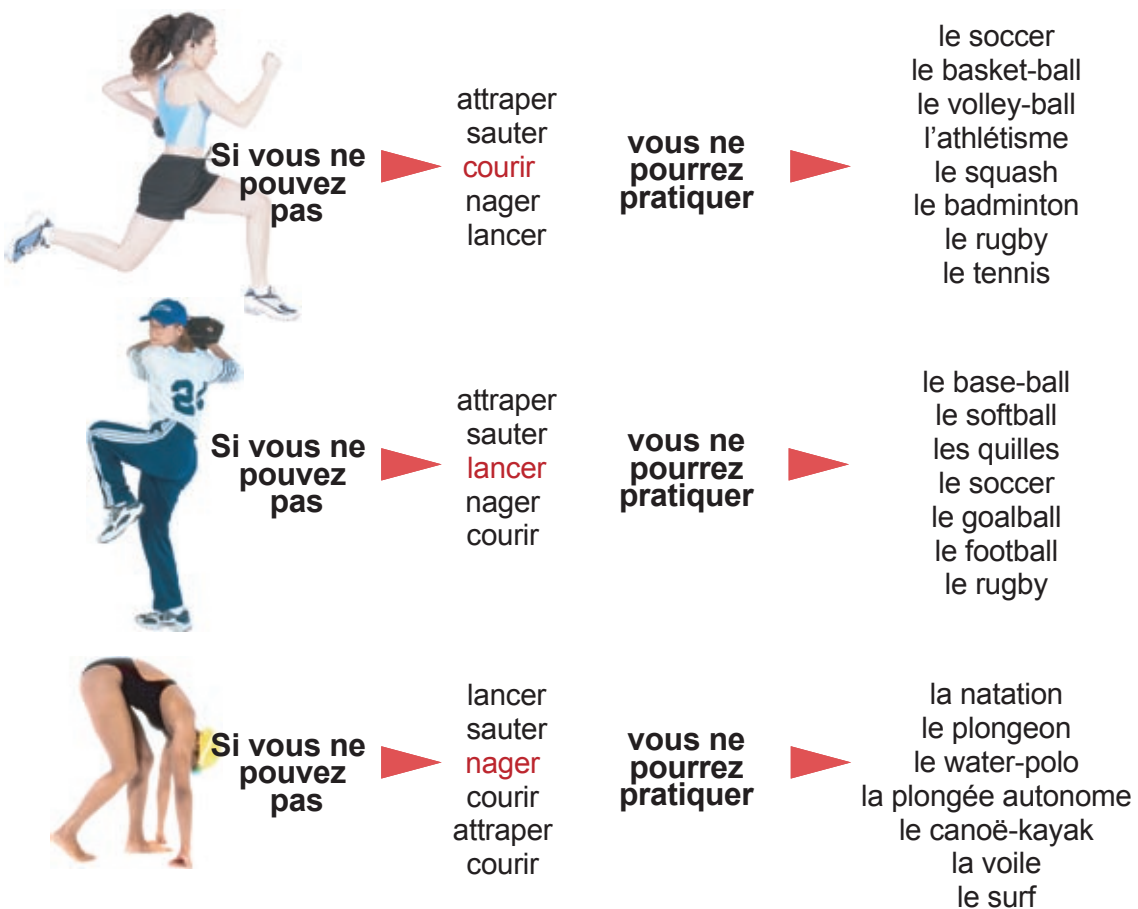 Si vous ne
pouvez
pas
attraper
sauter
courir
nager
lancer
vous ne
pourrez
pratiquer
le soccer
le basket-ball
le volley-ball
l'athlétisme
le squash
le badminton
le rugby
le tennis
22
Si vous ne
pouvez
pas
attraper
sauter
lancer
nager
courir
vous ne
pourrez
pratiquer
le base-ball
le softball
les quilles
le soccer
le goalball
le football
le rugby
Si vous ne
pouvez
pas
lancer
sauter
nager
courir
attraper
courir
vous ne
pourrez
pratiquer
la natation
le plongeon
le water-polo
la plongée autonome
le canoë-kayak
la voile
le surf